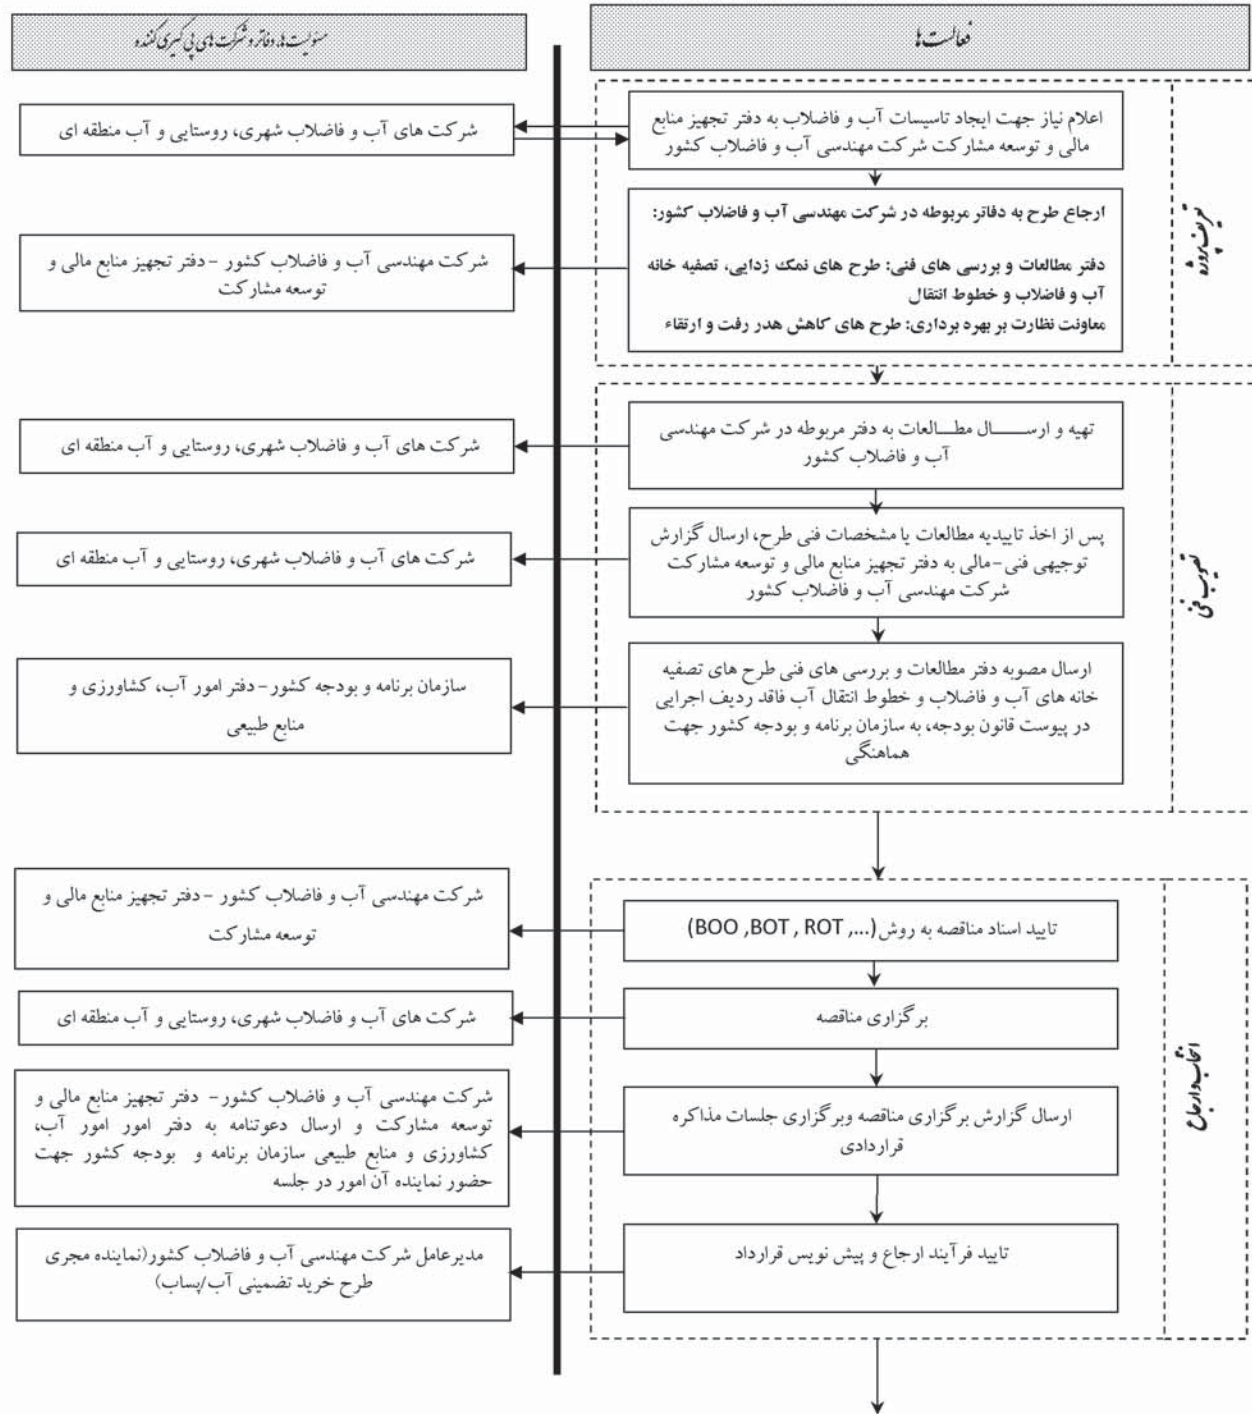 فعالیت‌ها
مسئولیت‌ها، دفاتر و شرکت‌های پی‌گیری کننده
تعریف پروژه
اعلام نیاز جهت ایجاد تاسیسات آب و فاضلاب به دفتر تجهیز منابع
مالی و توسعه مشارکت شرکت مهندسی آب و فاضلاب کشور
شرکت های آب و فاضلاب شهری، روستایی و آب منطقه ای
ارجاع طرح به دفاتر مربوطه در شرکت مهندسی آب و فاضلاب کشور:
دفتر مطالعات و بررسی های فنی: طرح های نمک زدایی، تصفیه خانه
آب و فاضلاب و خطوط انتقال
معاونت نظارت بر بهره برداری: طرح های کاهش هدر رفت و ارتقاء
شرکت مهندسی آب و فاضلاب کشور -دفتر تجهیز منابع مالی و
توسعه مشارکت
تصویب فنی
تهیه و ارسال مطالعات به دفتر مربوطه در شرکت مهندسی
آب و فاضلاب کشور
شرکت های آب و فاضلاب شهری، روستایی و آب منطقه ای
پس از اخذ تاییدیه مطالعات یا مشخصات فنی طرح، ارسال گزارش
توجیهی فنی-مالی به دفتر تجهیز منابع مالی و توسعه مشارکت
شرکت مهندسی آب و فاضلاب کشور
شرکت های آب و فاضلاب شهری، روستایی و آب منطقه ای
ارسال مصوبه دفتر مطالعات و بررسی های فنی طرح های تصفیه
خانه های آب و فاضلاب و خطوط انتقال آب فاقد ردیف اجرایی
در پیوست قانون بودجه، به سازمان برنامه و بودجه کشور جهت
هماهنگی
سازمان برنامه و بودجه کشور- دفتر امور آب، کشاورزی و
منابع طبیعی
انتخاب و ارجاع
تایید اسناد مناقصه به روش (BOO ,BOT , ROT ,...)
شرکت مهندسی آب و فاضلاب کشور -دفتر تجهیز منابع مالی و
توسعه مشارکت
برگزاری مناقصه
شرکت های آب و فاضلاب شهری، روستایی و آب منطقه ای
ارسال گزارش برگزاری مناقصه وبرگزاری جلسات مذاکره
قراردادی
شرکت مهندسی آب و فاضلاب کشور- دفتر تجهیز منابع مالی و
توسعه مشارکت و ارسال دعوتنامه به دفتر امور امور آب،
کشاورزی و منابع طبیعی سازمان برنامه و بودجه کشور جهت
حضور نماینده آن امور در جلسه
تایید فرآیند ارجاع و پیش نویس قرارداد
مدیرعامل شرکت مهندسی آب و فاضلاب کشور(نماینده مجری
طرح خرید تضمینی آب/پساب)